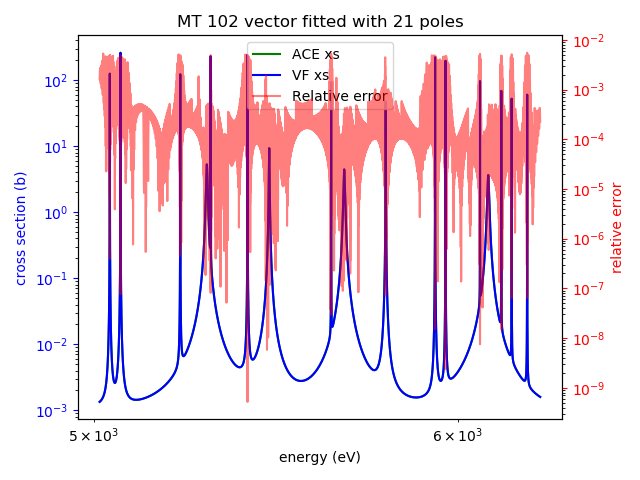 MT 102 vector fitted with 21 poles
ACE xs
VF xs
Relative error
cross section (b)
10²
10¹
10⁰
10⁻¹
10⁻²
10⁻³
10⁻²
10⁻³
10⁻⁴
10⁻⁵
10⁻⁶
10⁻⁷
10⁻⁸
10⁻⁹
relative error
5 × 10³
6 × 10³
energy (eV)